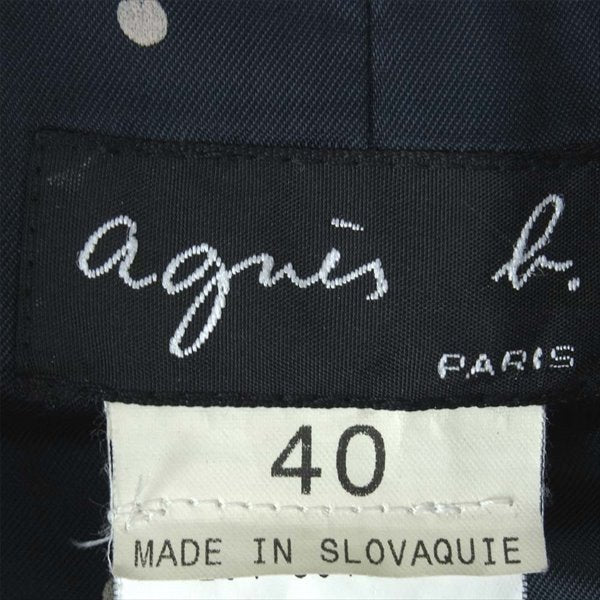 agnès b.
PARIS
40
MADE IN SLOVAQUIE